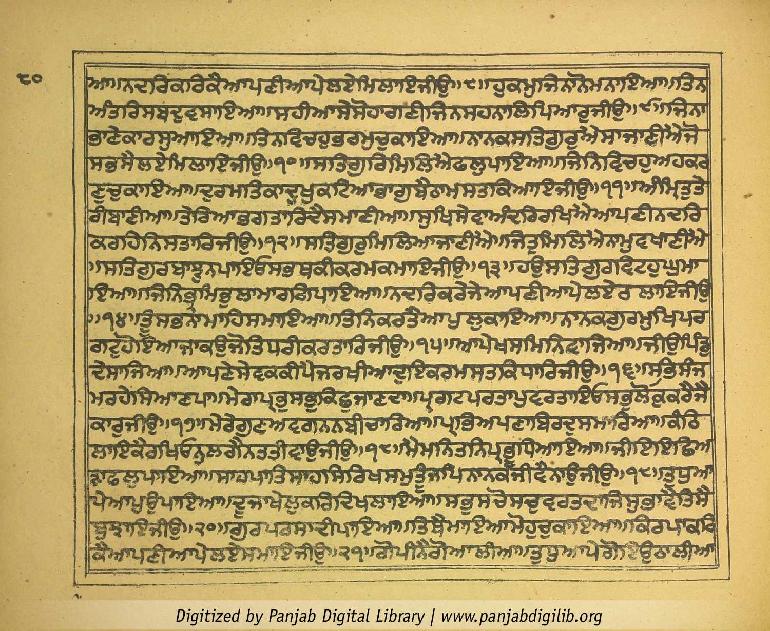 ੮੦
ਆ॥ਨਦਰਿਕਰਿਕੈਆਪਣੀਆਪੇਲਏਮਿਲਾਇਜੀਉ॥੮॥ਹੁਕਮੁਜਿਨਾਨੋਮਨਾਇਆ॥ਤਿਨ
ਅੰਤਰਿਸਬਦੁਵਸਾਇਆ॥ਸਹੀਆਸੇਸੋਹਾਗਣੀਜਿਨਸਹਨਾਲਿਪਿਆਰੁਜੀਉ॥੯॥ਜਿਨਾ
ਭਾਣੇਕਾਰਸੁਆਇਆ॥ਤਿਨਵਿਚਹੁਭਰਮੁਚੁਕਾਇਆ॥ਨਾਨਕਸਤਿਗੁਰੁਐਸਾਜਾਣੀਐਜੋ
ਸਭਸੈਲਏਮਿਲਾਇਜੀਉ॥੧੦॥ਸਤਿਗੁਰਿਮਿਲਿਐਫਲੁਪਾਇਆ॥ਜਿਨਿਵਿਚਹੁਅਹਕਰ
ਣੁਚੁਕਾਇਆ॥ਦੁਰਮਤਿਕਾਦੁਖੁਕਟਿਆਭਾਗੁਬੈਠਾਮਸਤਕਿਆਇਜੀਉ॥੧੧॥ਅੰਮ੍ਰਿਤੁਤੇ
ਰੀਬਾਣੀਆ॥ਤੇਰਿਆਭਗਤਾਰਿਦੈਸਮਾਣੀਆ॥ਸੁਖਸੇਵਾਅੰਦਰਿਰਖਿਐਆਪਣੀਨਦਰਿ
ਕਰਹਿਨਿਸਤਾਰਿਜੀਉ॥੧੨॥ਸਤਿਗੁਰੁਮਿਲਿਆਜਾਣੀਐ॥ਜਿਤੁਮਿਲਿਐਨਾਮੁਵਖਾਣੀਐ
॥ਸਤਿਗੁਰਬਾਝੁਨਪਾਇਓਸਭਥਕੀਕਰਮਕਮਾਇਜੀਉ॥੧੩॥ਹਉਸਤਿਗੁਰਵਿਟਹੁਘੁਮਾ
ਇਆ॥ਜਿਨਿਭ੍ਰਮਿਭੁਲਾਮਾਰਗਿਪਾਇਆ॥ਨਦਰਿਕਰੇਜੇਆਪਣੀਆਪੇਲਏਰਲਾਇਜੀਉ
॥੧੪॥ਤੂੰਸਭਨਾਮਾਹਿਸਮਾਇਆ॥ਤਿਨਿਕਰਤੈਆਪੁਲੁਕਾਇਆ॥ਨਾਨਕਗੁਰਮੁਖਿਪਰ
ਗਟੁਹੋਇਆਜਾਕਉਜੋਤਿਧਰੀਕਰਤਾਰਿਜੀਉ॥੧੫॥ਆਪੇਖਸਮਿਨਿਵਾਜਿਆ॥ਜੀਉਪਿੰਡੁ
ਦੇਸਾਜਿਆ॥ਆਪਣੇਸੇਵਕਕੀਪੈਜਰਖੀਆਦੁਇਕਰਮਸਤਕਿਧਾਰਿਜੀਉ॥੧੬॥ਸਭਿਸੰਜ
ਮਰਹੇਸਿਆਣਪਾ॥ਮੇਰਾਪ੍ਰਭੁਸਭੁਕਿਛੁਜਾਣਦਾ॥ਪ੍ਰਗਟਪ੍ਰਤਾਪੁਵਰਤਾਇਓਸਭੁਲੋਕੁਕਰੈਜੈ
ਕਾਰੁਜੀਉ॥੧੭॥ਮੇਰੇਗੁਣਅਵਗਨਨਬੀਚਾਰਿਆ॥ਪ੍ਰਭਿਅਪਣਾਬਿਰਦੁਸਮਾਰਿਆ॥ਕੰਠਿ
ਲਾਇਕੈਰਖਿਓਨੁਲਗੈਨਤਤੀਵਾਉਜੀਉ॥੧੮॥ਮੈਮਨਿਤਨਿਪ੍ਰਭੂਧਿਆਇਆ॥ਜੀਇਇਛਿਅ
ੜਾਫਲੁਪਾਇਆ॥ਸਾਹਪਾਤਿਸਾਹਸਿਰਿਖਸਮੁਤੂੰਜਪਿਨਾਨਕਜੀਵੈਨਾਉਜੀਉ॥੧੯॥ਤੁਧੁਆ
ਪੇਆਪੁਉਪਾਇਆ॥ਦੂਜਾਖੇਲੁਕਰਿਦਿਖਲਾਇਆ॥ਸਭੁਸਚੋਸਚੁਵਰਤਦਾਜਿਸੁਭਾਵੈਤਿਸੈ
ਬੁਝਾਇਜੀਉ॥੨੦॥ਗੁਰਪਰਸਾਦੀਪਾਇਆ॥ਤਿਥੈਮਾਇਆਮੋਹੁਚੁਕਾਇਆ॥ਕਿਰਪਾਕਰਿ
ਕੈਆਪਣੀਆਪੇਲਏਸਮਾਇਜੀਉ॥੨੧॥ਗੋਪੀਨੈਗੋਆਲੀਆ॥ਤੁਧੁਆਪੇਗੋਇਉਠਾਲੀਆ
Digitized by Panjab Digital Library | www.panjabdigilib.org